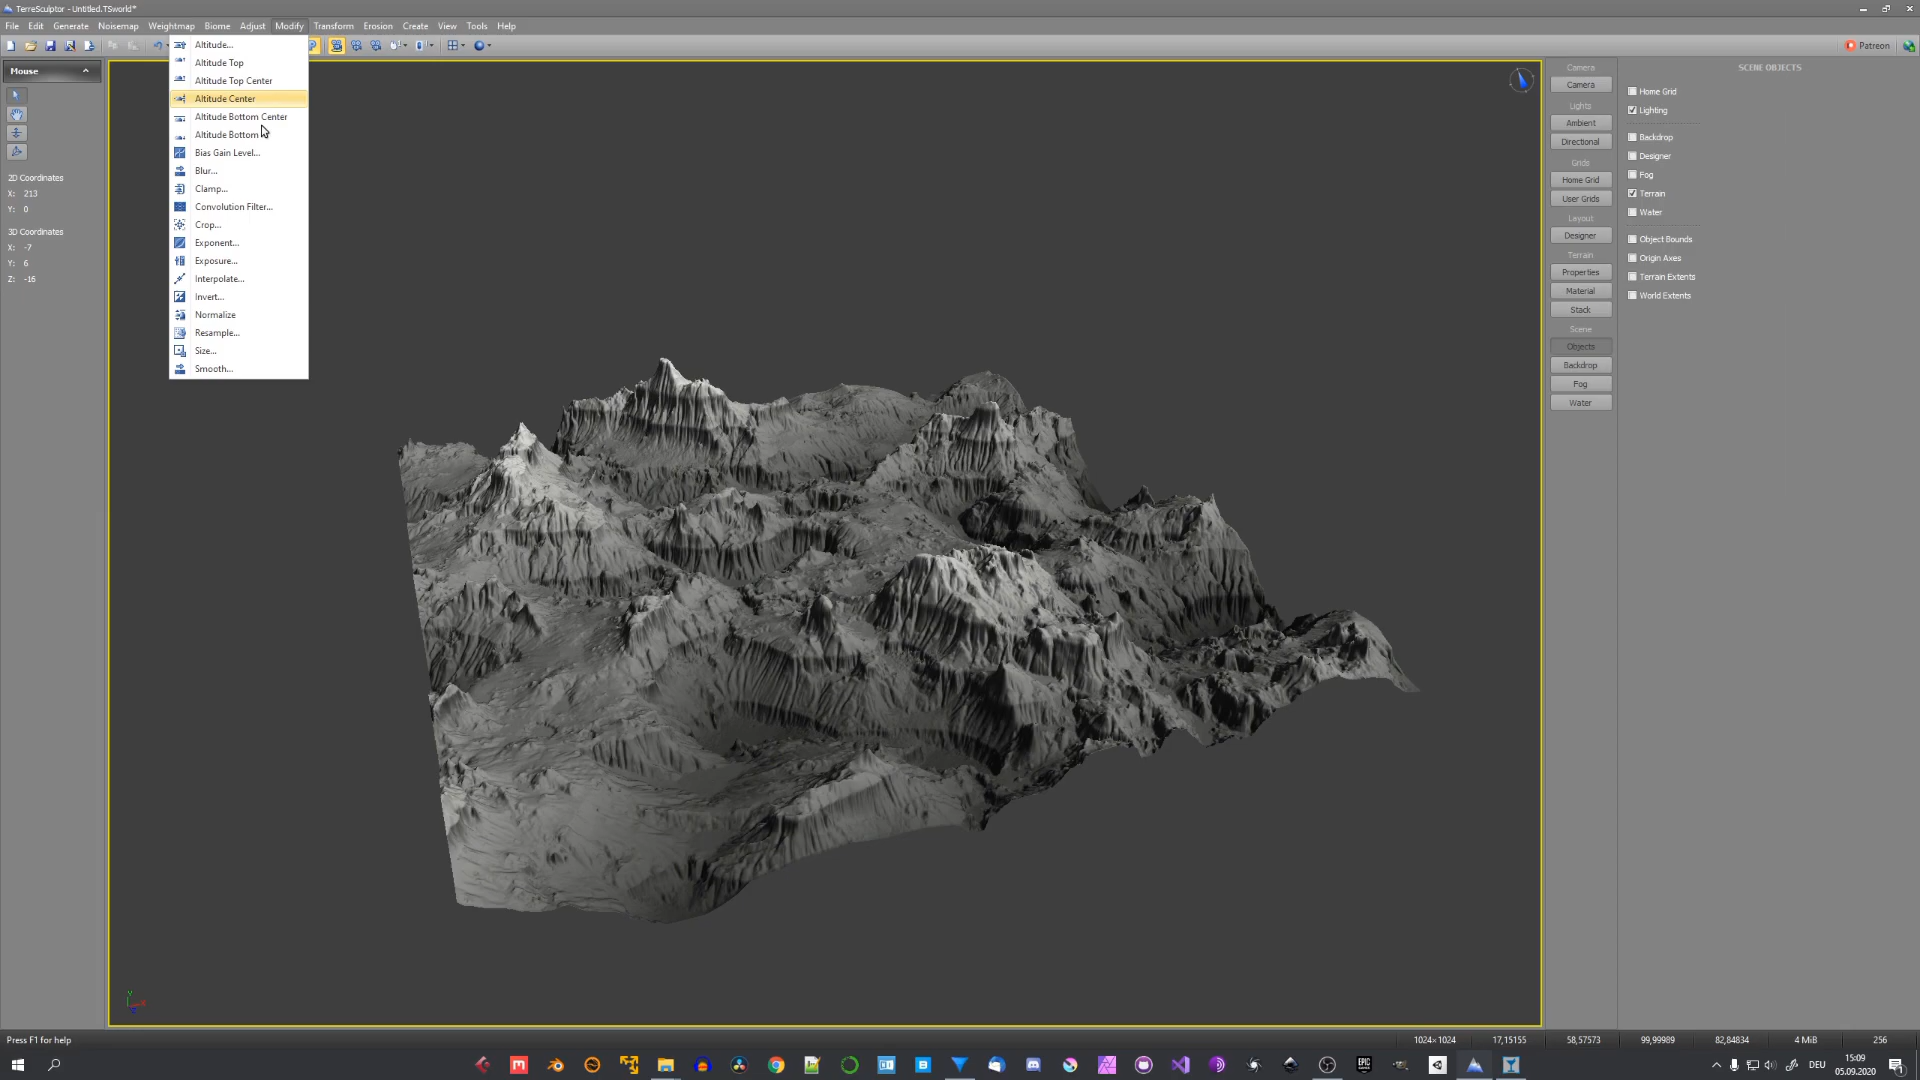 TerreSculptor - Untitled.TSworld*
File Edit Generate Noisemap Weightmap Biome Adjust Modify Transform Erosion Create View Tools Help
Patreon
Mouse
2D Coordinates
X: 213
Y: 0
3D Coordinates
X: -7
Y: 6
Z: -16
Altitude...
Altitude Top
Altitude Top Center
Altitude Center
Altitude Bottom Center
Altitude Bottom
Bias Gain Level...
Blur...
Clamp...
Convolution Filter...
Crop...
Exponent...
Exposure...
Interpolate...
Invert...
Normalize
Resample...
Size...
Smooth...
Camera
Camera
Lights
Ambient
Directional
Grids
Home Grid
User Grids
Layout
Designer
Terrain
Properties
Material
Stack
Scene
Objects
Backdrop
Fog
Water
SCENE OBJECTS
Home Grid
Lighting
Backdrop
Designer
Fog
Terrain
Water
Object Bounds
Origin Axes
Terrain Extents
World Extents
Press F1 for help
1024×1024 17,15155 58,57573 99,99989 82,84834 4 MiB 256
DEU
15:09
05.09.2020